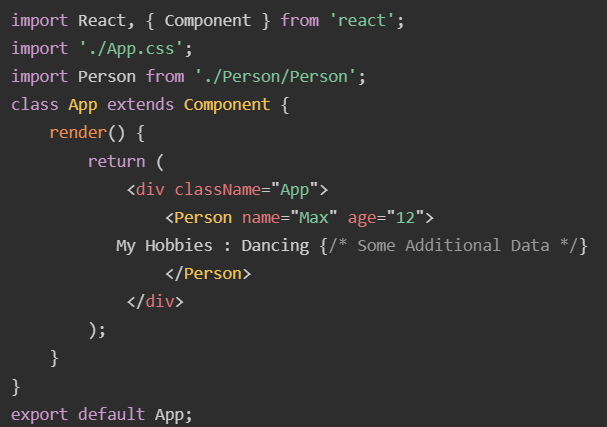 import React, { Component } from 'react';
import './App.css';
import Person from './Person/Person';
class App extends Component {
    render() {
        return (
            <div className="App">
                <Person name="Max" age="12">
           My Hobbies : Dancing {/* Some Additional Data */}
                </Person>
            </div>
        );
    }
}
export default App;